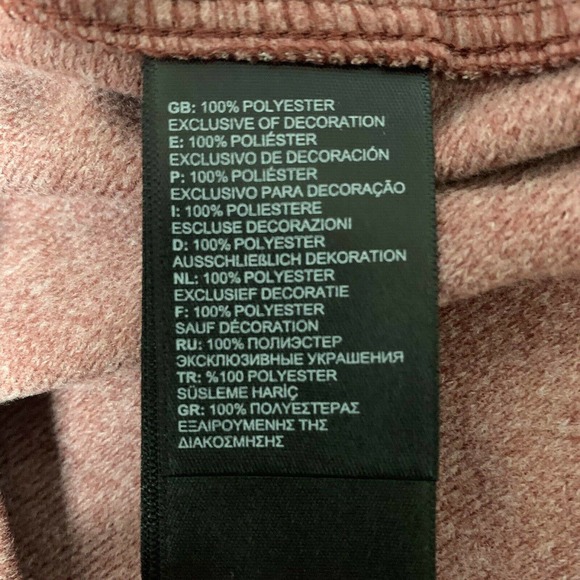 GB: 100% POLYESTER
EXCLUSIVE OF DECORATION
E: 100% POLIÉSTER
EXCLUSIVO DE DECORACIÓN
P: 100% POLIÉSTER
EXCLUSIVO PARA DECORAÇÃO
I: 100% POLIESTERE
ESCLUSE DECORAZIONI
D: 100% POLYESTER
AUSSCHLIEßLICH DEKORATION
NL: 100% POLYESTER
EXCLUSIEF DECORATIE
F: 100% POLYESTER
SAUF DÉCORATION
RU: 100% ПОЛИЭСТЕР
ЭКСКЛЮЗИВНЫЕ УКРАШЕНИЯ
TR: %100 POLYESTER
SÜSLEME HARİÇ
GR: 100% ΠΟΛΥΕΣΤΕΡΑΣ
ΕΞΑΙΡΟΥΜΕΝΗΣ ΤΗΣ
ΔΙΑΚΟΣΜΗΣΗΣ